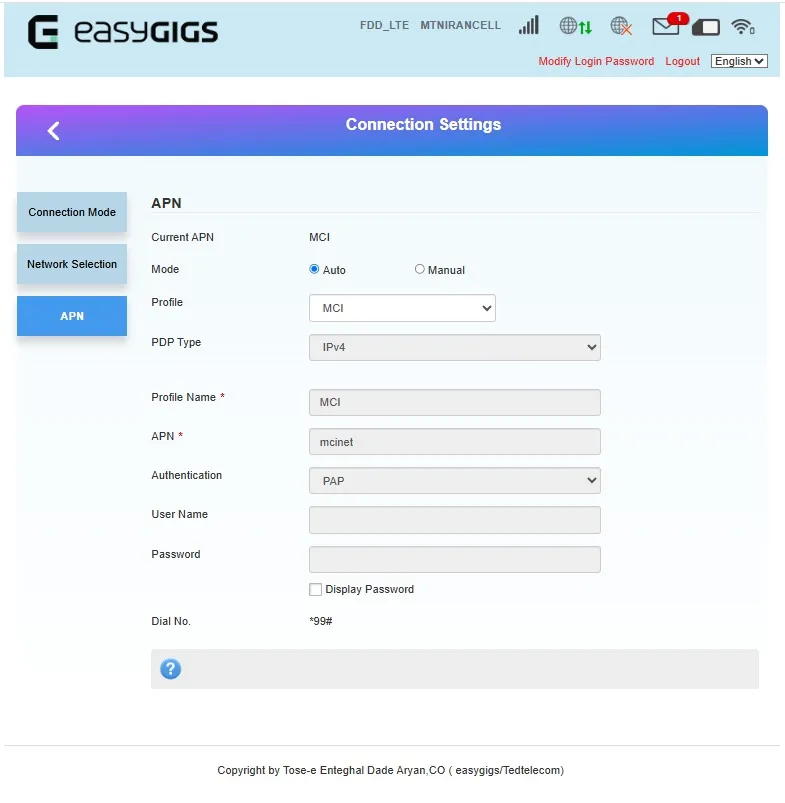 easyGIGS
FDD_LTE MTNIRANCELL 1 0
Modify Login Password Logout English
Connection Settings
Connection Mode
Network Selection
APN
APN
Current APN MCI
Mode Auto Manual
Profile MCI
PDP Type IPv4
Profile Name * MCI
APN * mcinet
Authentication PAP
User Name
Password
Display Password
Dial No. *99#
?
Copyright by Tose-e Enteghal Dade Aryan,CO ( easygigs/Tedtelecom)